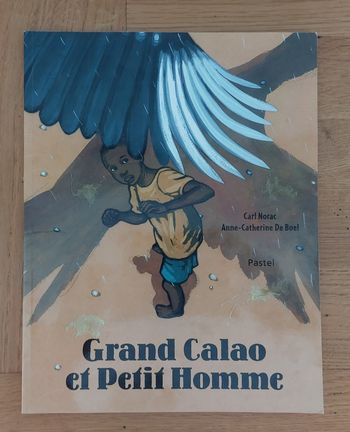 Carl Norac
Anne-Catherine De Boel
Pastel
Grand Calao
et Petit Homme